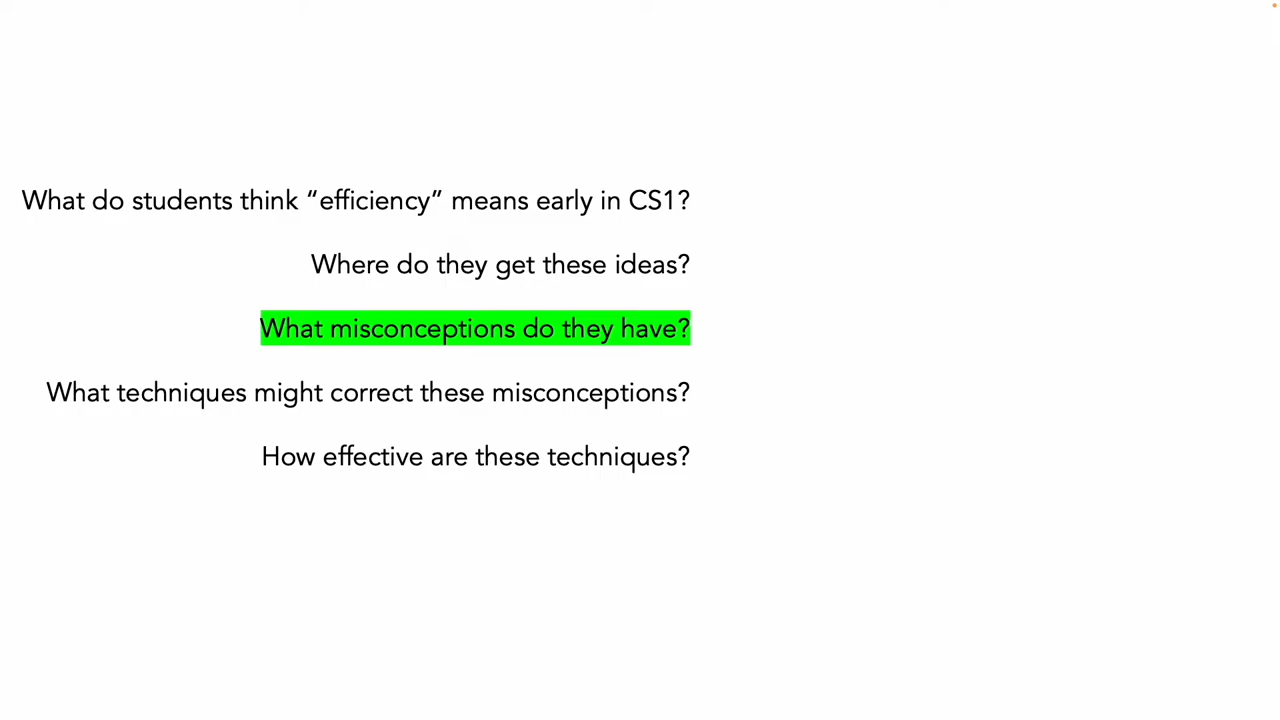 What do students think “efficiency” means early in CS1?
Where do they get these ideas?
What misconceptions do they have?
What techniques might correct these misconceptions?
How effective are these techniques?